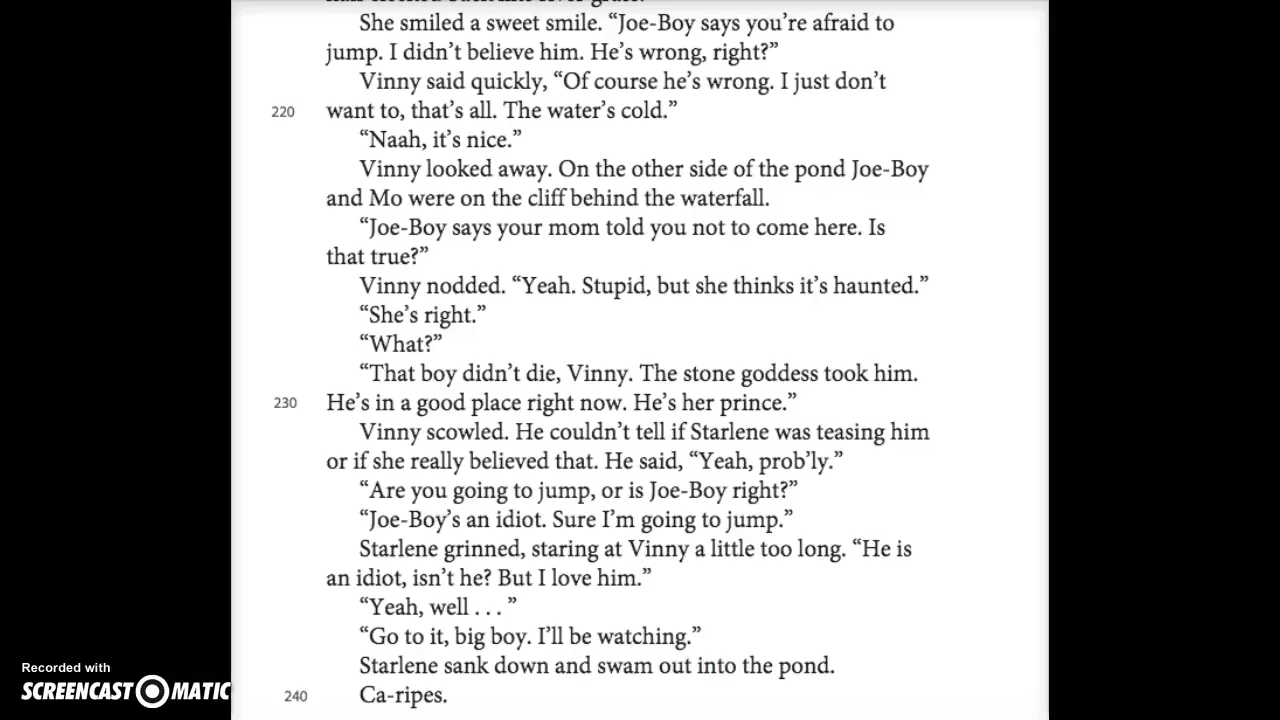 She smiled a sweet smile. “Joe-Boy says you’re afraid to
jump. I didn’t believe him. He’s wrong, right?”
Vinny said quickly, “Of course he’s wrong. I just don’t
220 want to, that’s all. The water’s cold.”
“Naah, it’s nice.”
Vinny looked away. On the other side of the pond Joe-Boy
and Mo were on the cliff behind the waterfall.
“Joe-Boy says your mom told you not to come here. Is
that true?”
Vinny nodded. “Yeah. Stupid, but she thinks it’s haunted.”
“She’s right.”
“What?”
“That boy didn’t die, Vinny. The stone goddess took him.
230 He’s in a good place right now. He’s her prince.”
Vinny scowled. He couldn’t tell if Starlene was teasing him
or if she really believed that. He said, “Yeah, prob’ly.”
“Are you going to jump, or is Joe-Boy right?”
“Joe-Boy’s an idiot. Sure I’m going to jump.”
Starlene grinned, staring at Vinny a little too long. “He is
an idiot, isn’t he? But I love him.”
“Yeah, well . . . ”
“Go to it, big boy. I’ll be watching.”
Starlene sank down and swam out into the pond.
240 Ca-ripes.
Recorded with
SCREENCAST O MATIC